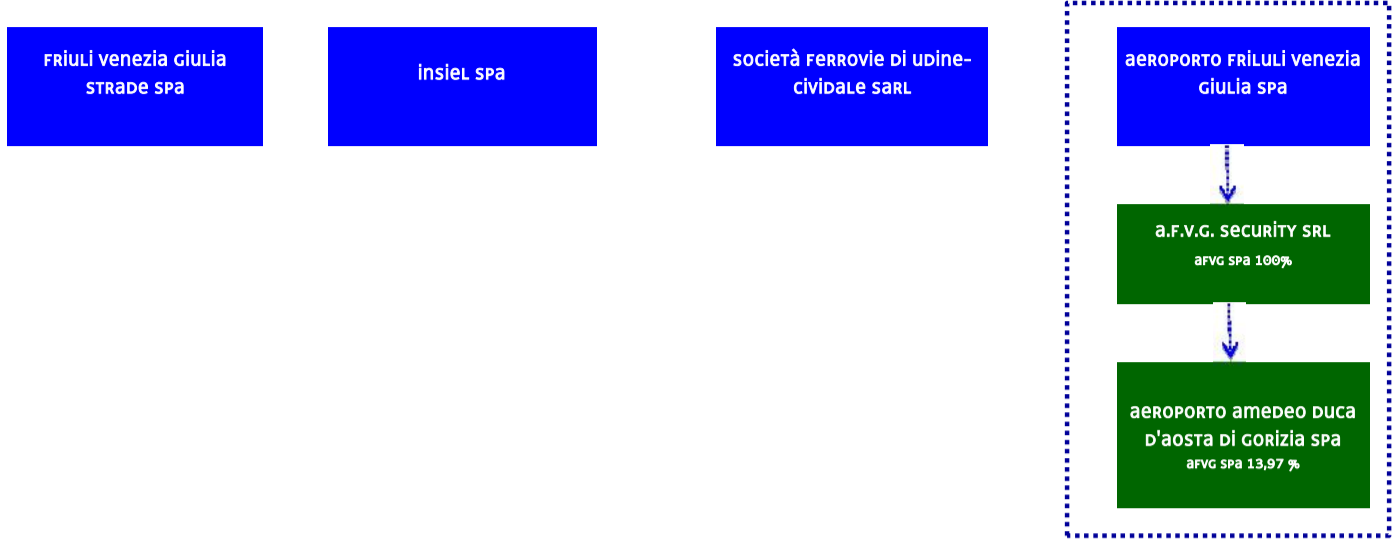 Friuli Venezia Giulia
Strade SpA
Insiel SpA
Società Ferrovie di Udine-
Cividale Sarl
Aeroporto Friluli Venezia
Giulia SpA
A.F.V.G. Security Srl
AFVG SpA 100%
Aeroporto Amedeo Duca
D'Aosta di Gorizia SpA
AFVG SpA 13,97 %